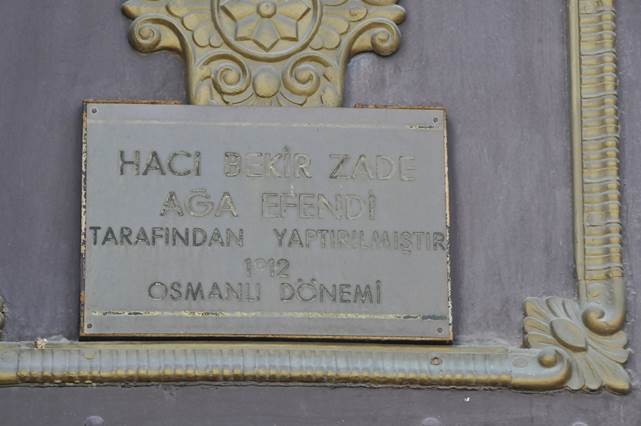 HACI BEKİR ZADE
AĞA EFENDİ
TARAFINDAN YAPTIRILMIŞTIR
1912
OSMANLI DÖNEMİ